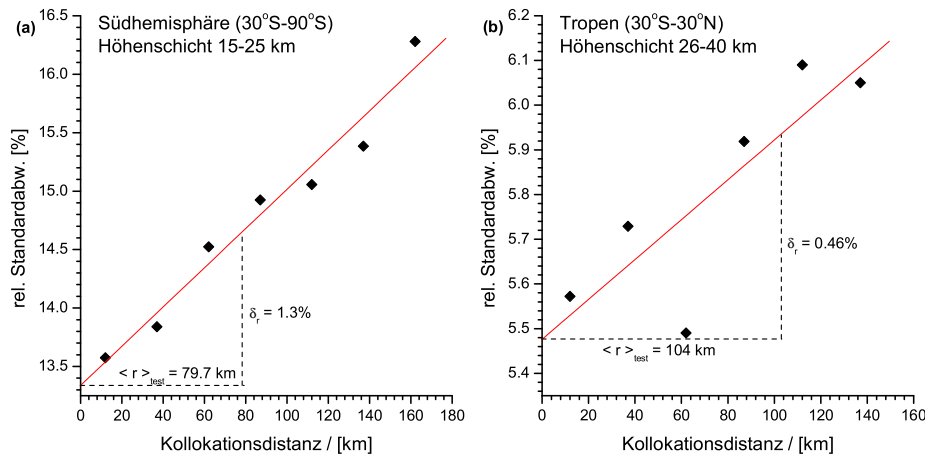 (a)
Südhemisphäre (30°S-90°S)
Höhenschicht 15-25 km
rel. Standardabw. [%]
16.5
16.0
15.5
15.0
14.5
14.0
13.5
δr = 1.3%
< r >test = 79.7 km
0 20 40 60 80 100 120 140 160 180
Kollokationsdistanz / [km]
(b)
Tropen (30°S-30°N)
Höhenschicht 26-40 km
rel. Standardabw. [%]
6.2
6.1
6.0
5.9
5.8
5.7
5.6
5.5
5.4
δr = 0.46%
< r >test = 104 km
0 20 40 60 80 100 120 140 160
Kollokationsdistanz / [km]